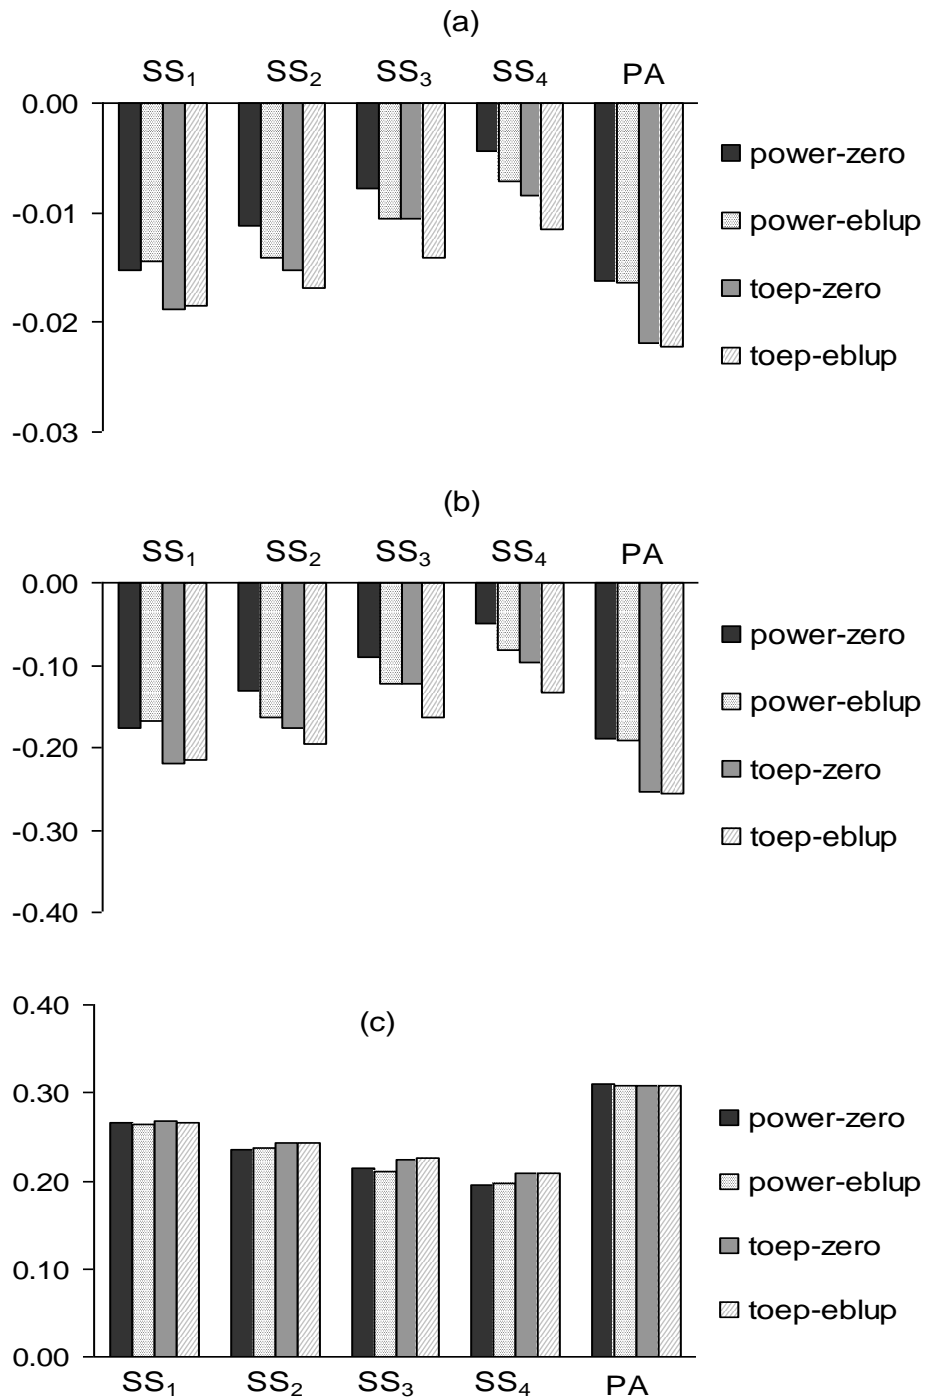 (a)
SS₁ SS₂ SS₃ SS₄ PA
0.00
-0.01
-0.02
-0.03
power-zero
power-eblup
toep-zero
toep-eblup
(b)
SS₁ SS₂ SS₃ SS₄ PA
0.00
-0.10
-0.20
-0.30
-0.40
power-zero
power-eblup
toep-zero
toep-eblup
(c)
0.40
0.30
0.20
0.10
0.00
power-zero
power-eblup
toep-zero
toep-eblup
SS₁ SS₂ SS₃ SS₄ PA